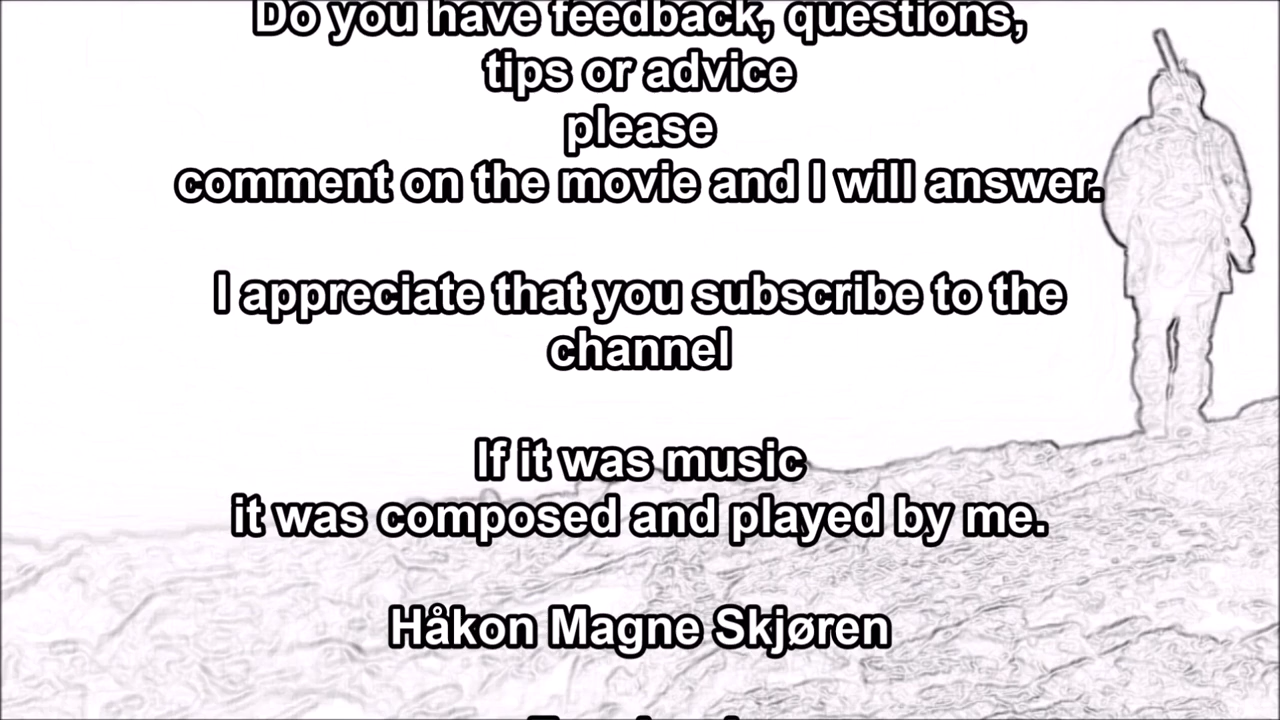 Do you have feedback, questions,
tips or advice
please
comment on the movie and I will answer.
I appreciate that you subscribe to the
channel
If it was music
it was composed and played by me.
Håkon Magne Skjøren